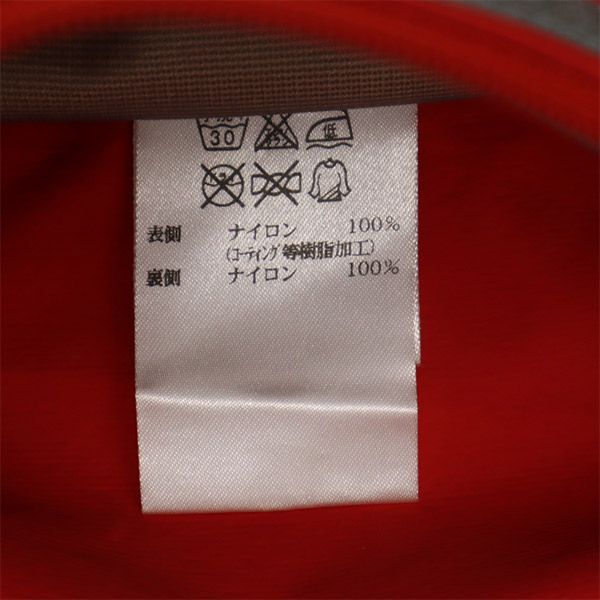 30 低
表側 ナイロン 100%
(コーティング等樹脂加工)
裏側 ナイロン 100%